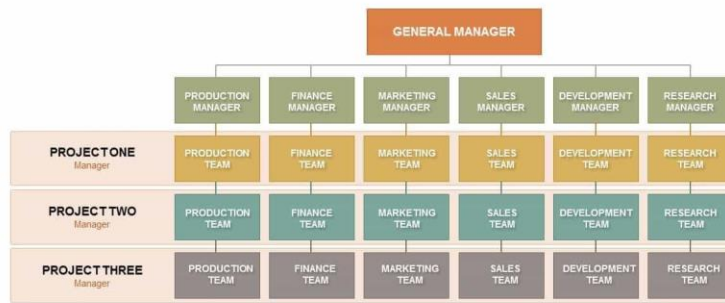 GENERAL MANAGER
PRODUCTION MANAGER
FINANCE MANAGER
MARKETING MANAGER
SALES MANAGER
DEVELOPMENT MANAGER
RESEARCH MANAGER
PROJECT ONE
Manager
PRODUCTION TEAM
FINANCE TEAM
MARKETING TEAM
SALES TEAM
DEVELOPMENT TEAM
RESEARCH TEAM
PROJECT TWO
Manager
PRODUCTION TEAM
FINANCE TEAM
MARKETING TEAM
SALES TEAM
DEVELOPMENT TEAM
RESEARCH TEAM
PROJECT THREE
Manager
PRODUCTION TEAM
FINANCE TEAM
MARKETING TEAM
SALES TEAM
DEVELOPMENT TEAM
RESEARCH TEAM